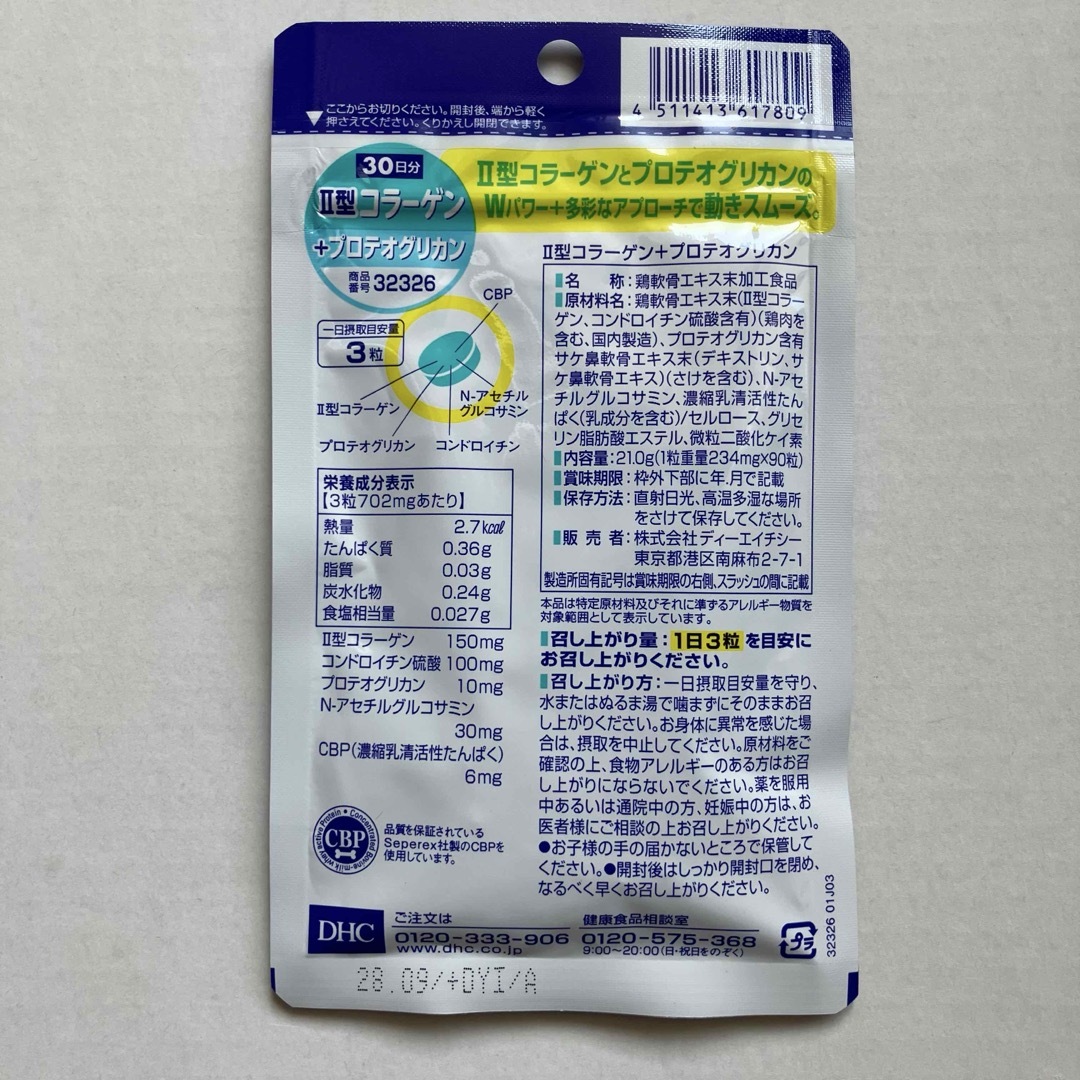 ▼ここからお切りください。開封後、端から軽く
押さえてください。くりかえし開閉できます。
4 511413 617809
30日分
Ⅱ型コラーゲン
+プロテオグリカン
商品番号 32326
Ⅱ型コラーゲンとプロテオグリカンの
Wパワー+多彩なアプローチで動きスムーズ。
一日摂取目安量
3粒
CBP
N-アセチル
グルコサミン
Ⅱ型コラーゲン
プロテオグリカン
コンドロイチン
栄養成分表示
【3粒702mgあたり】
熱量 2.7kcal
たんぱく質 0.36g
脂質 0.03g
炭水化物 0.24g
食塩相当量 0.027g
Ⅱ型コラーゲン 150mg
コンドロイチン硫酸 100mg
プロテオグリカン 10mg
N-アセチルグルコサミン
30mg
CBP(濃縮乳清活性たんぱく)
6mg
CBP
品質を保証されている
Seperex社製のCBPを
使用しています。
Ⅱ型コラーゲン+プロテオグリカン
名 称:鶏軟骨エキス末加工食品
原材料名:鶏軟骨エキス末(Ⅱ型コラー
ゲン、コンドロイチン硫酸含有)(鶏肉を
含む、国内製造)、プロテオグリカン含有
サケ鼻軟骨エキス末(デキストリン、サ
ケ鼻軟骨エキス)(さけを含む)、N-アセ
チルグルコサミン、濃縮乳清活性たん
ぱく(乳成分を含む)/セルロース、グリセ
リン脂肪酸エステル、微粒二酸化ケイ素
内容量:21.0g(1粒重量234mg×90粒)
賞味期限:枠外下部に年.月で記載
保存方法:直射日光、高温多湿な場所
をさけて保存してください。
販 売 者:株式会社ディーエイチシー
東京都港区南麻布2-7-1
製造所固有記号は賞味期限の右側、スラッシュの間に記載
本品は特定原材料及びそれに準ずるアレルギー物質を
対象範囲として表示しています。
召し上がり量:1日3粒を目安に
お召し上がりください。
召し上がり方:一日摂取目安量を守り、
水またはぬるま湯で噛まずにそのままお召
し上がりください。お身体に異常を感じた場
合は、摂取を中止してください。原材料をご
確認の上、食物アレルギーのある方はお召
し上がりにならないでください。薬を服用
中あるいは通院中の方、妊娠中の方は、お
医者様にご相談の上お召し上がりください。
●お子様の手の届かないところで保管して
ください。●開封後はしっかり開封口を閉め、
なるべく早くお召し上がりください。
DHC
ご注文は
0120-333-906
www.dhc.co.jp
健康食品相談室
0120-575-368
9:00〜20:00(日・祝日をのぞく)
プラ
32326 01J03
28.09/+DYI/A